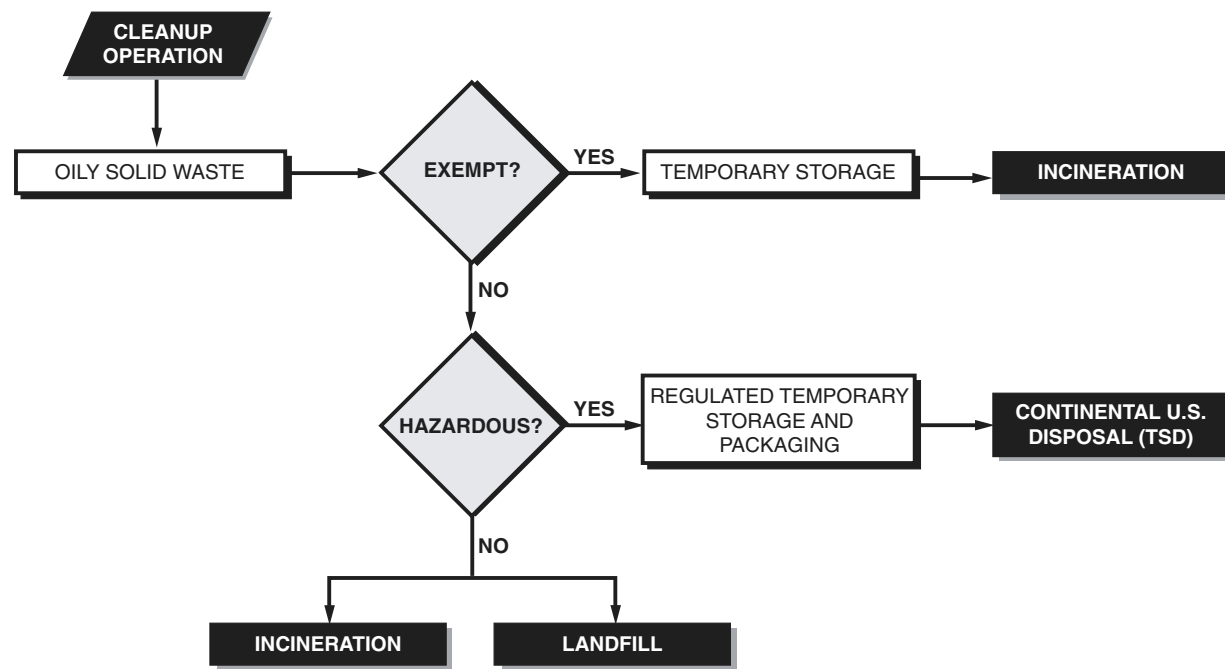 CLEANUP
OPERATION
OILY SOLID WASTE
EXEMPT?
YES
TEMPORARY STORAGE
INCINERATION
NO
HAZARDOUS?
YES
REGULATED TEMPORARY
STORAGE AND
PACKAGING
CONTINENTAL U.S.
DISPOSAL (TSD)
NO
INCINERATION
LANDFILL